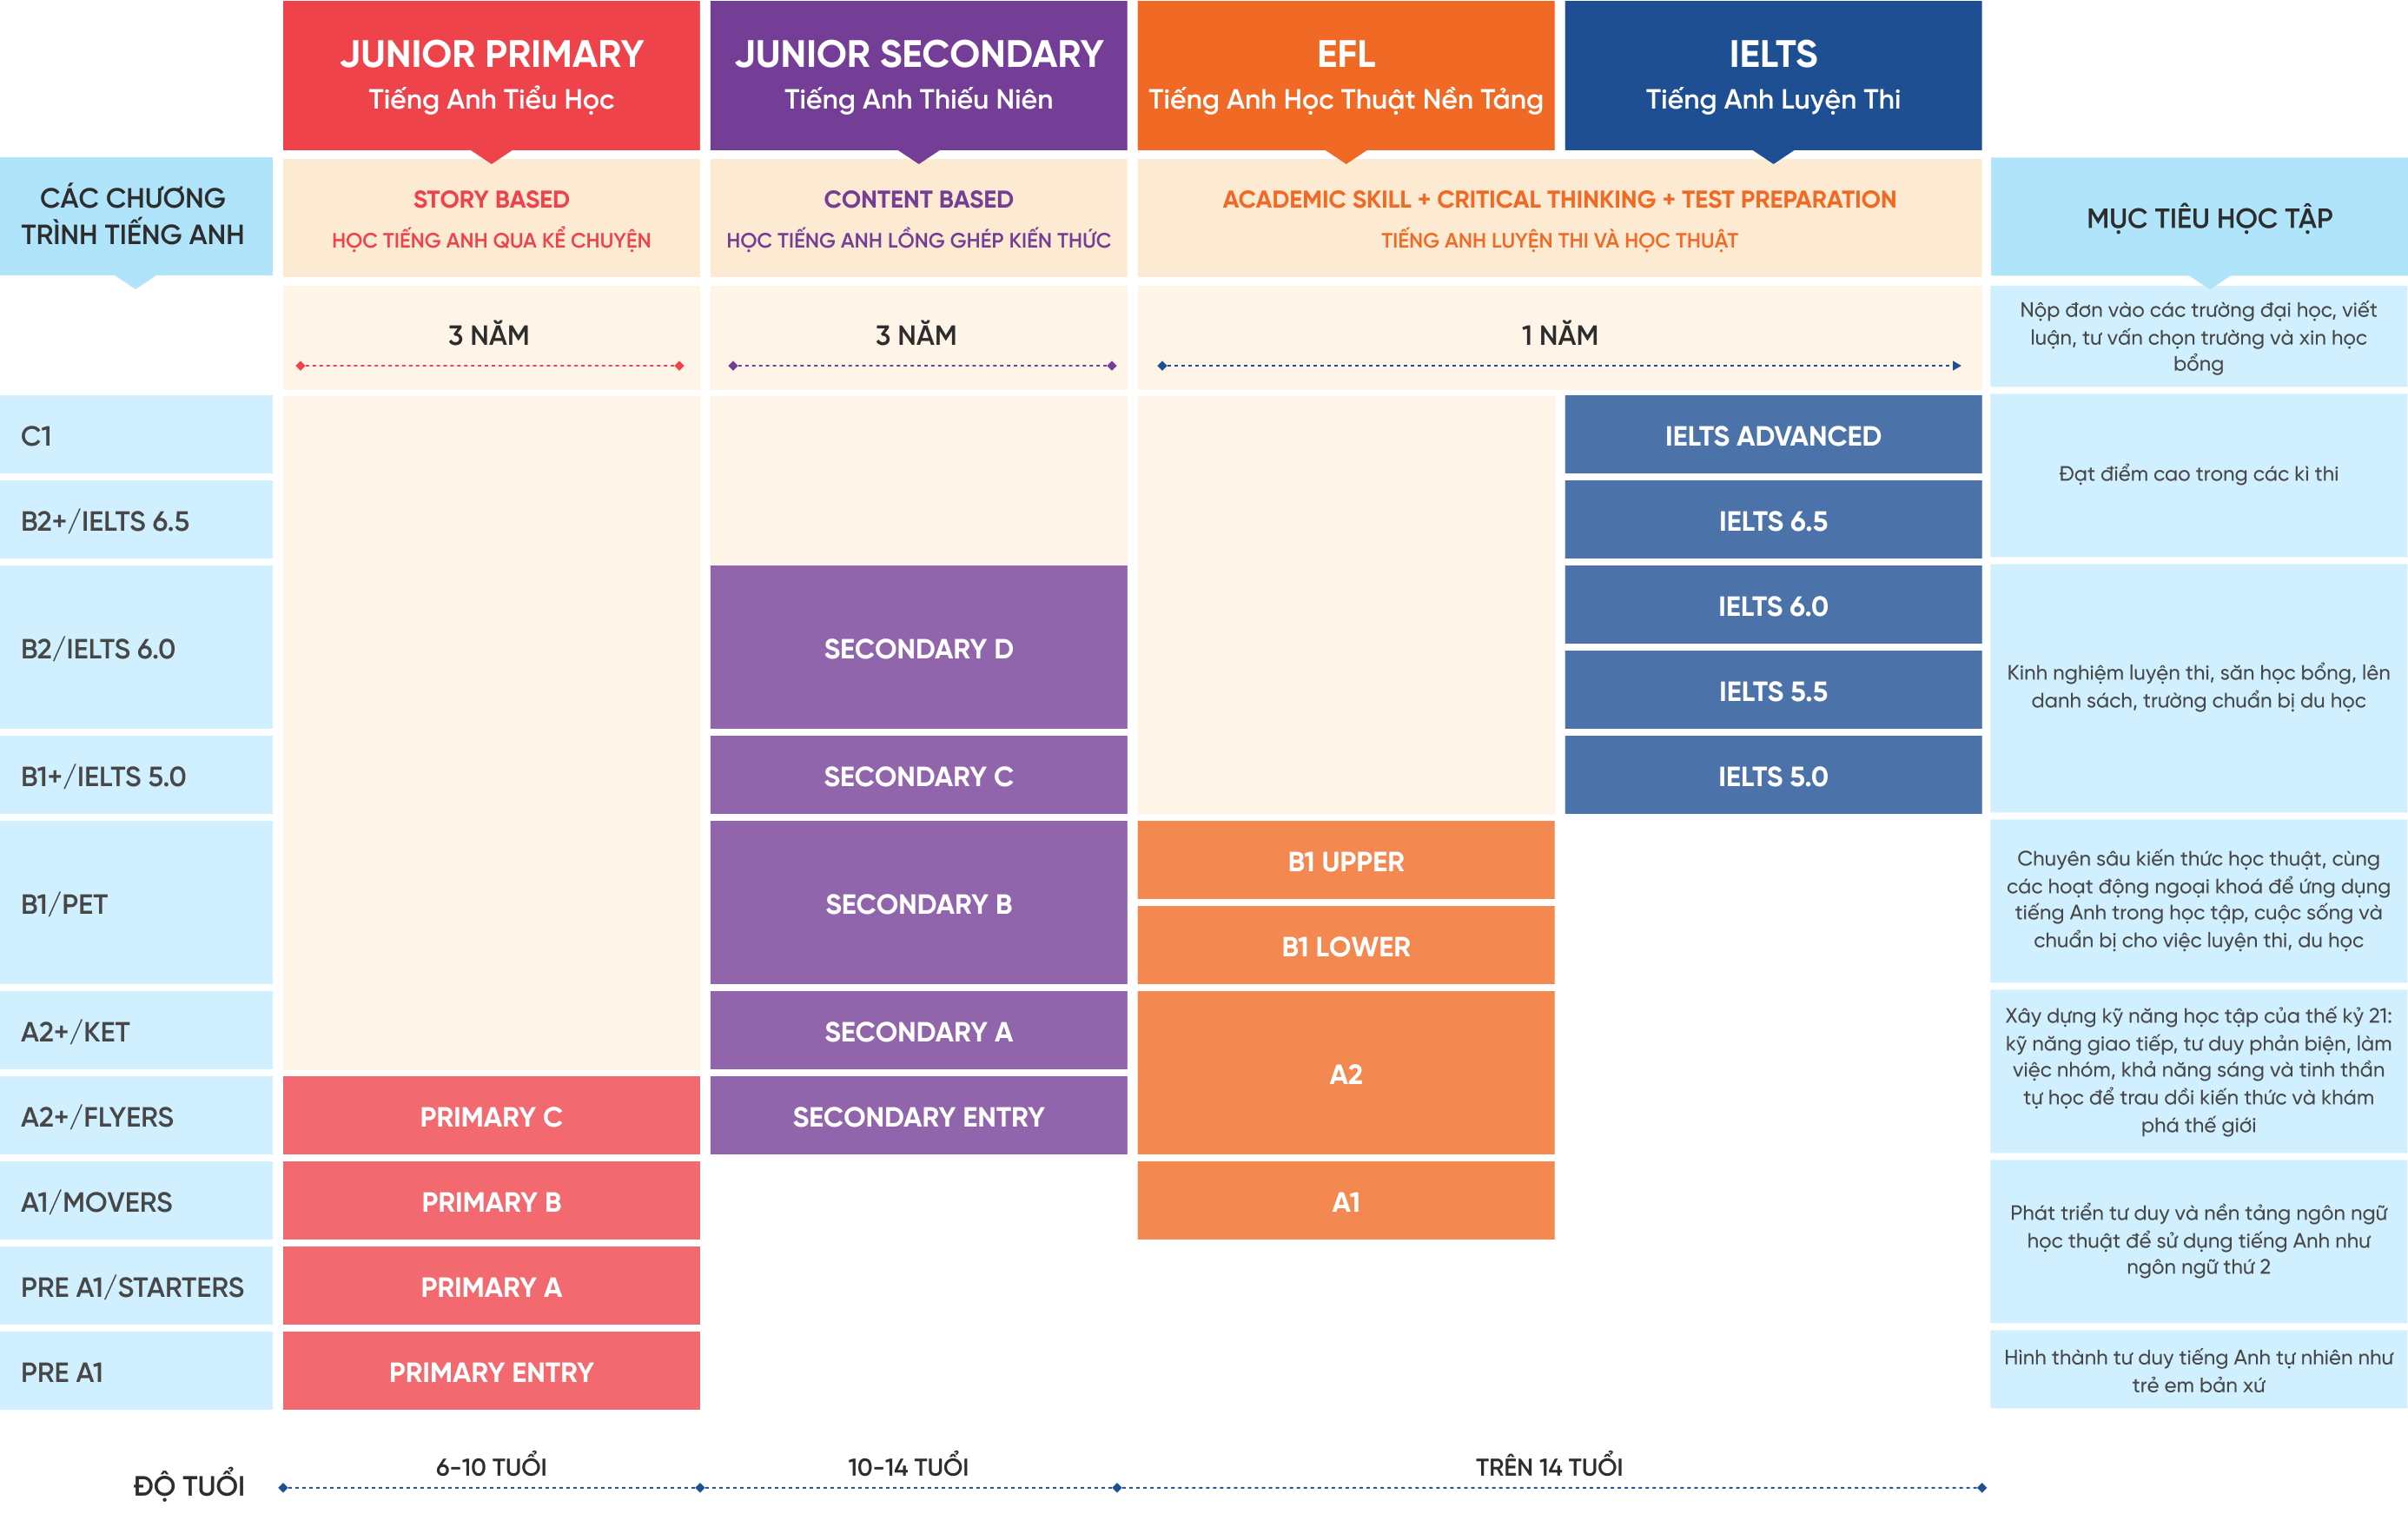 JUNIOR PRIMARY
Tiếng Anh Tiểu Học
JUNIOR SECONDARY
Tiếng Anh Thiếu Niên
EFL
Tiếng Anh Học Thuật Nền Tảng
IELTS
Tiếng Anh Luyện Thi
CÁC CHƯƠNG
TRÌNH TIẾNG ANH
STORY BASED
HỌC TIẾNG ANH QUA KỂ CHUYỆN
CONTENT BASED
HỌC TIẾNG ANH LỒNG GHÉP KIẾN THỨC
ACADEMIC SKILL + CRITICAL THINKING + TEST PREPARATION
TIẾNG ANH LUYỆN THI VÀ HỌC THUẬT
MỤC TIÊU HỌC TẬP
3 NĂM
3 NĂM
1 NĂM
Nộp đơn vào các trường đại học, viết
luận, tư vấn chọn trường và xin học
bổng
C1
IELTS ADVANCED
Đạt điểm cao trong các kì thi
B2+/IELTS 6.5
IELTS 6.5
B2/IELTS 6.0
SECONDARY D
IELTS 6.0
IELTS 5.5
Kinh nghiệm luyện thi, săn học bổng, lên
danh sách, trường chuẩn bị du học
B1+/IELTS 5.0
SECONDARY C
IELTS 5.0
B1/PET
SECONDARY B
B1 UPPER
B1 LOWER
Chuyên sâu kiến thức học thuật, cùng
các hoạt động ngoại khoá để ứng dụng
tiếng Anh trong học tập, cuộc sống và
chuẩn bị cho việc luyện thi, du học
A2+/KET
SECONDARY A
A2
Xây dựng kỹ năng học tập của thế kỷ 21:
kỹ năng giao tiếp, tư duy phản biện, làm
việc nhóm, khả năng sáng và tinh thần
tự học để trau dồi kiến thức và khám
phá thế giới
A2+/FLYERS
PRIMARY C
SECONDARY ENTRY
A1/MOVERS
PRIMARY B
A1
Phát triển tư duy và nền tảng ngôn ngữ
học thuật để sử dụng tiếng Anh như
ngôn ngữ thứ 2
PRE A1/STARTERS
PRIMARY A
PRE A1
PRIMARY ENTRY
Hình thành tư duy tiếng Anh tự nhiên như
trẻ em bản xứ
ĐỘ TUỔI
6-10 TUỔI
10-14 TUỔI
TRÊN 14 TUỔI